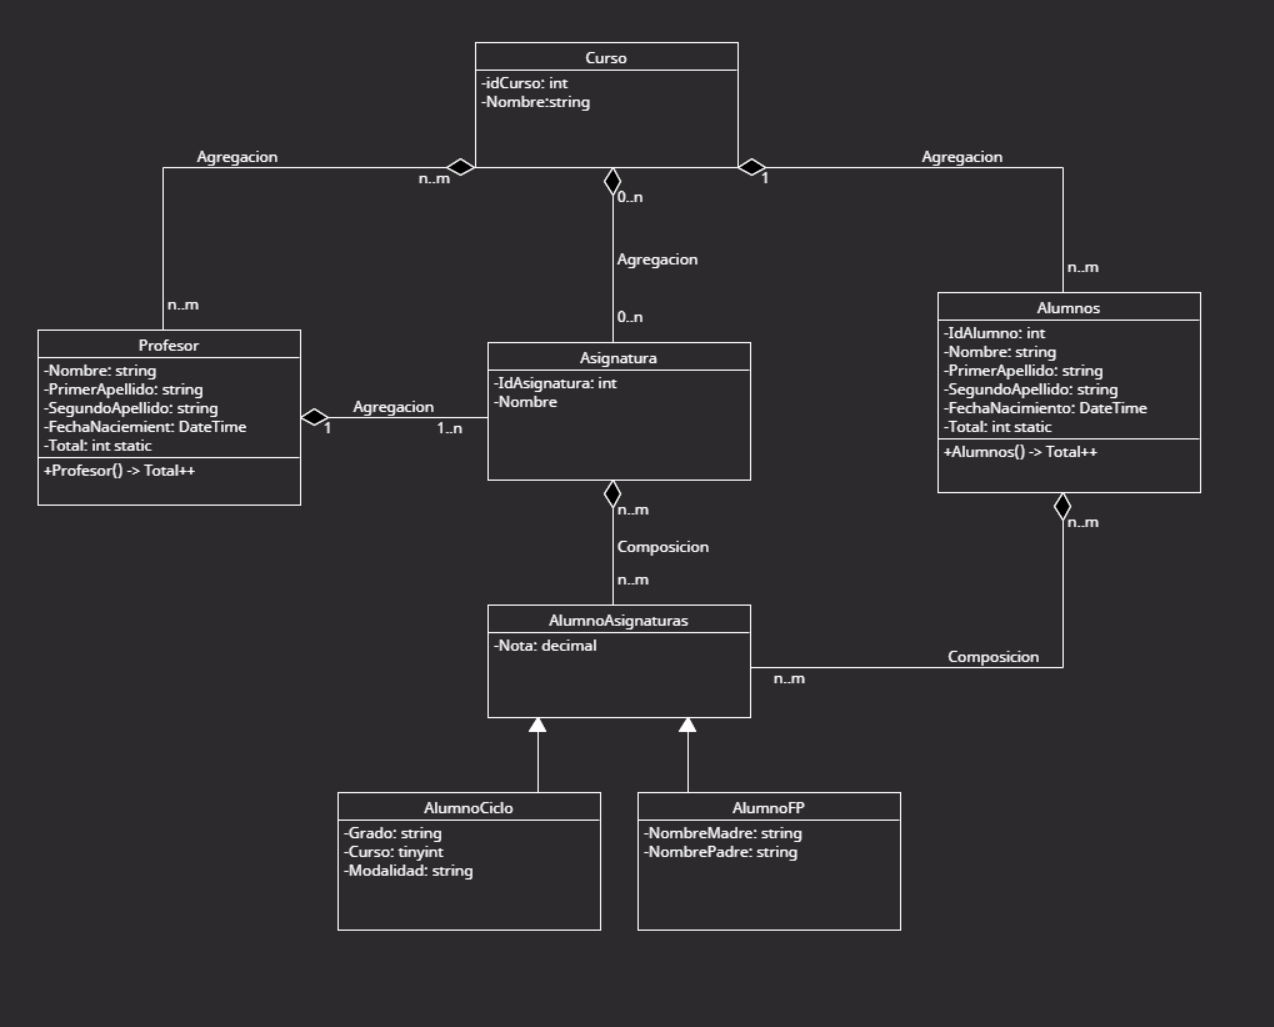 Curso
-idCurso: int
-Nombre:string
Agregacion
n..m
n..m
0..n
Agregacion
0..n
1
Agregacion
n..m
Profesor
-Nombre: string
-PrimerApellido: string
-SegundoApellido: string
-FechaNaciemient: DateTime
-Total: int static
+Profesor() -> Total++
Agregacion
1
1..n
Asignatura
-IdAsignatura: int
-Nombre
Alumnos
-IdAlumno: int
-Nombre: string
-PrimerApellido: string
-SegundoApellido: string
-FechaNacimiento: DateTime
-Total: int static
+Alumnos() -> Total++
n..m
Composicion
n..m
n..m
Composicion
n..m
AlumnoAsignaturas
-Nota: decimal
AlumnoCiclo
-Grado: string
-Curso: tinyint
-Modalidad: string
AlumnoFP
-NombreMadre: string
-NombrePadre: string